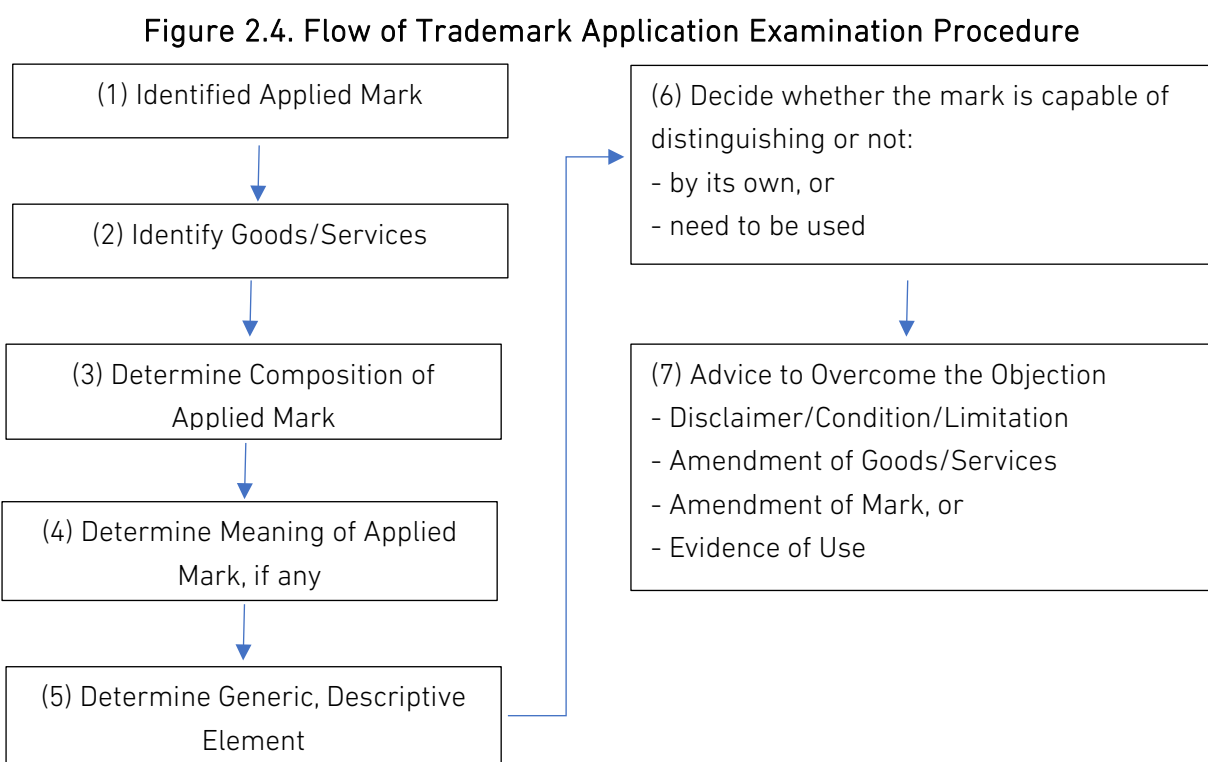 Figure 2.4. Flow of Trademark Application Examination Procedure
(1) Identified Applied Mark
(2) Identify Goods/Services
(3) Determine Composition of
Applied Mark
(4) Determine Meaning of Applied
Mark, if any
(5) Determine Generic, Descriptive
Element
(6) Decide whether the mark is capable of
distinguishing or not:
- by its own, or
- need to be used
(7) Advice to Overcome the Objection
- Disclaimer/Condition/Limitation
- Amendment of Goods/Services
- Amendment of Mark, or
- Evidence of Use